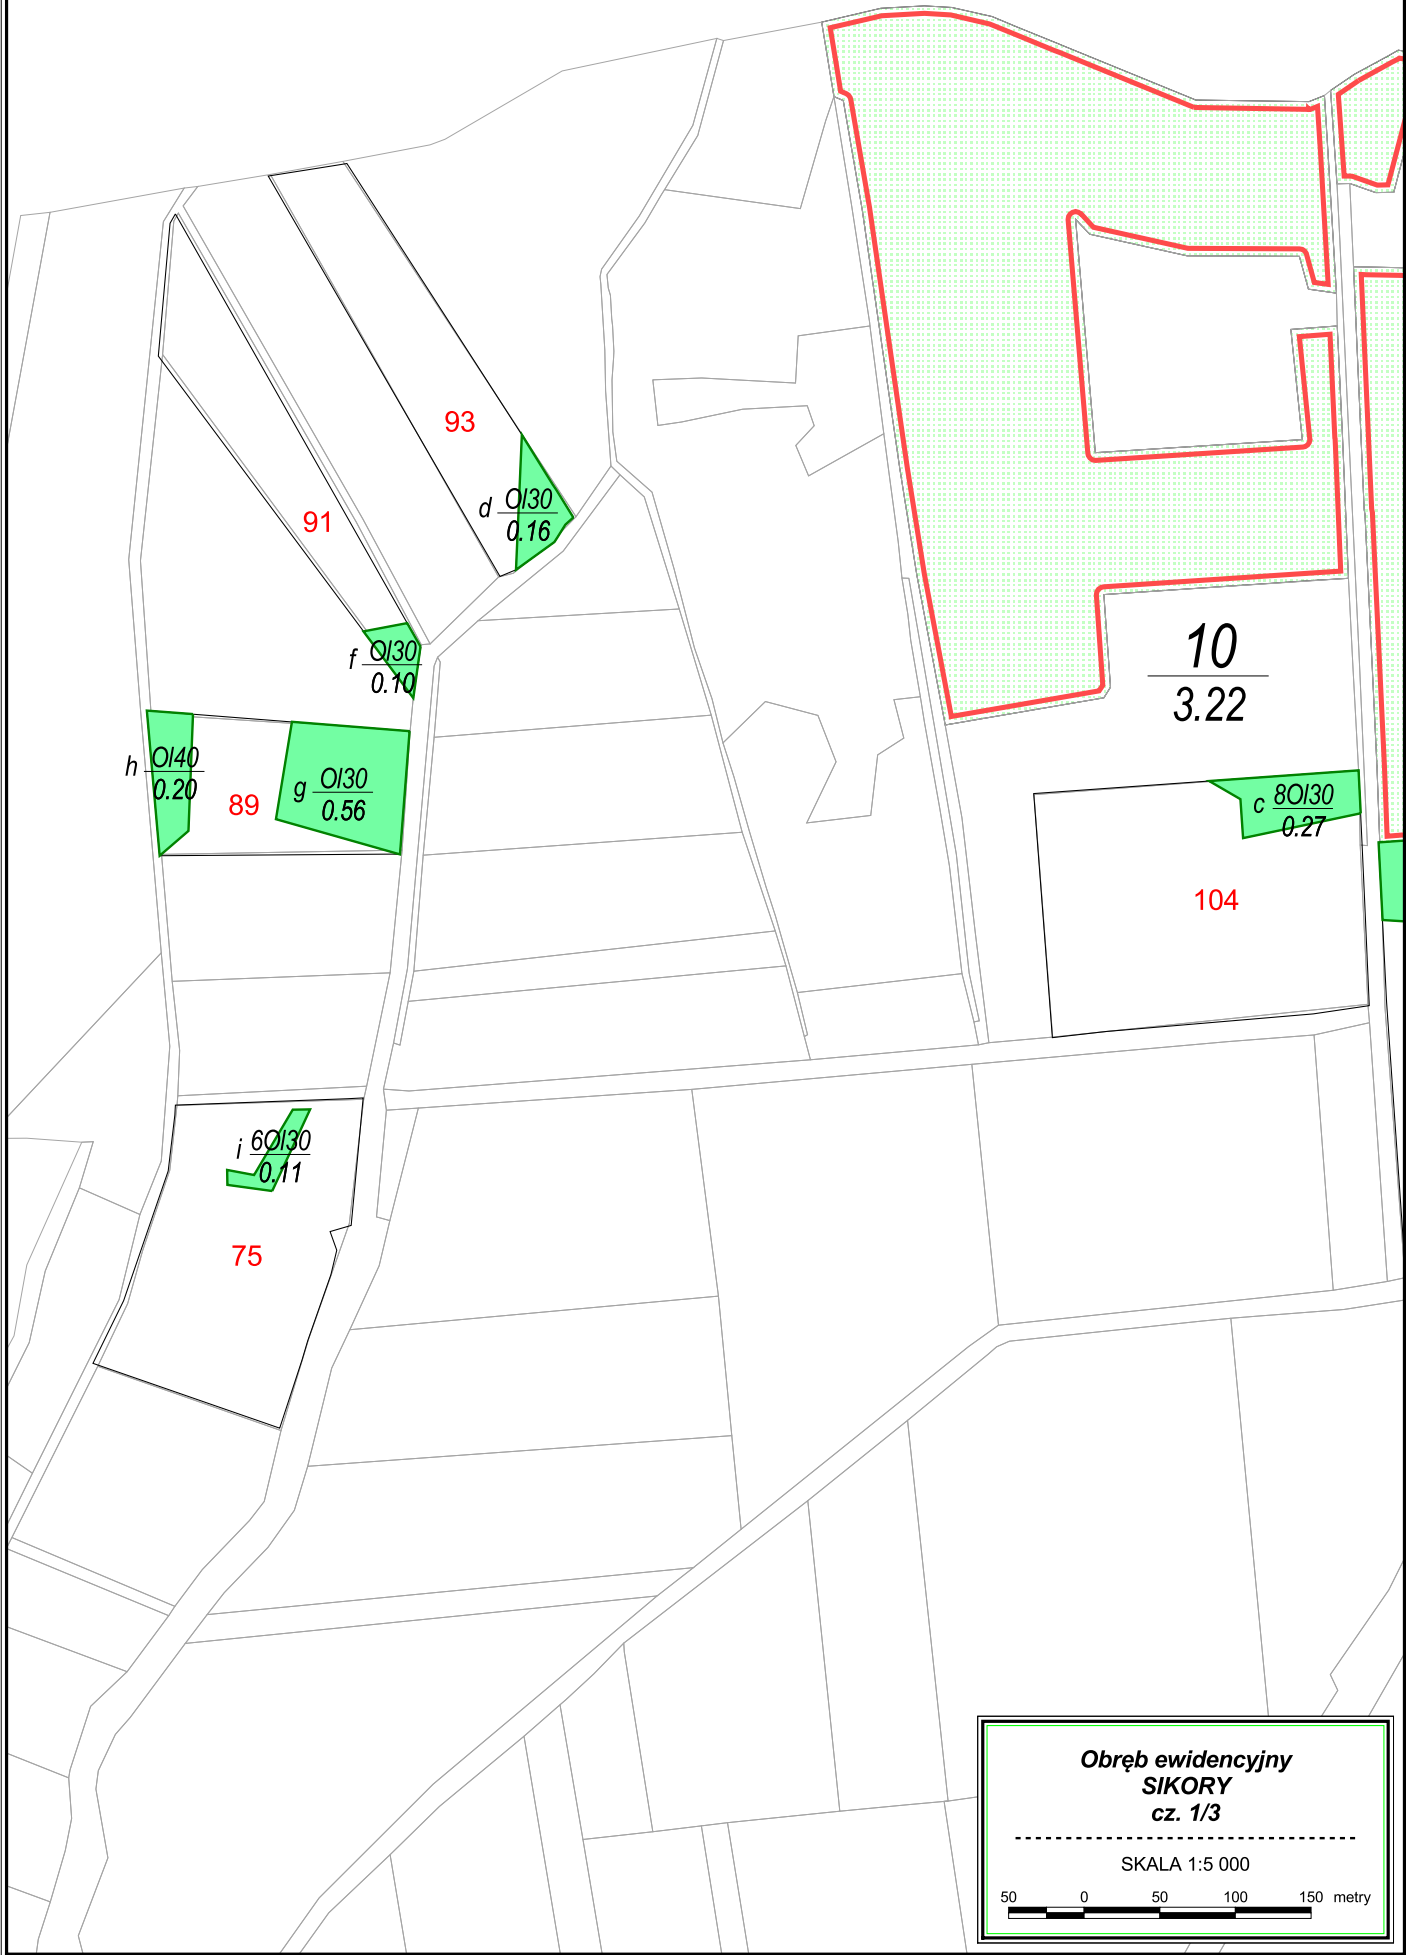 93
d Ol30
0.16
91
f Ol30
0.10
10
3.22
h Ol40
0.20
89
g Ol30
0.56
c 8Ol30
0.27
104
i 6Ol30
0.11
75
Obręb ewidencyjny
SIKORY
cz. 1/3
SKALA 1:5 000
50 0 50 100 150 metry